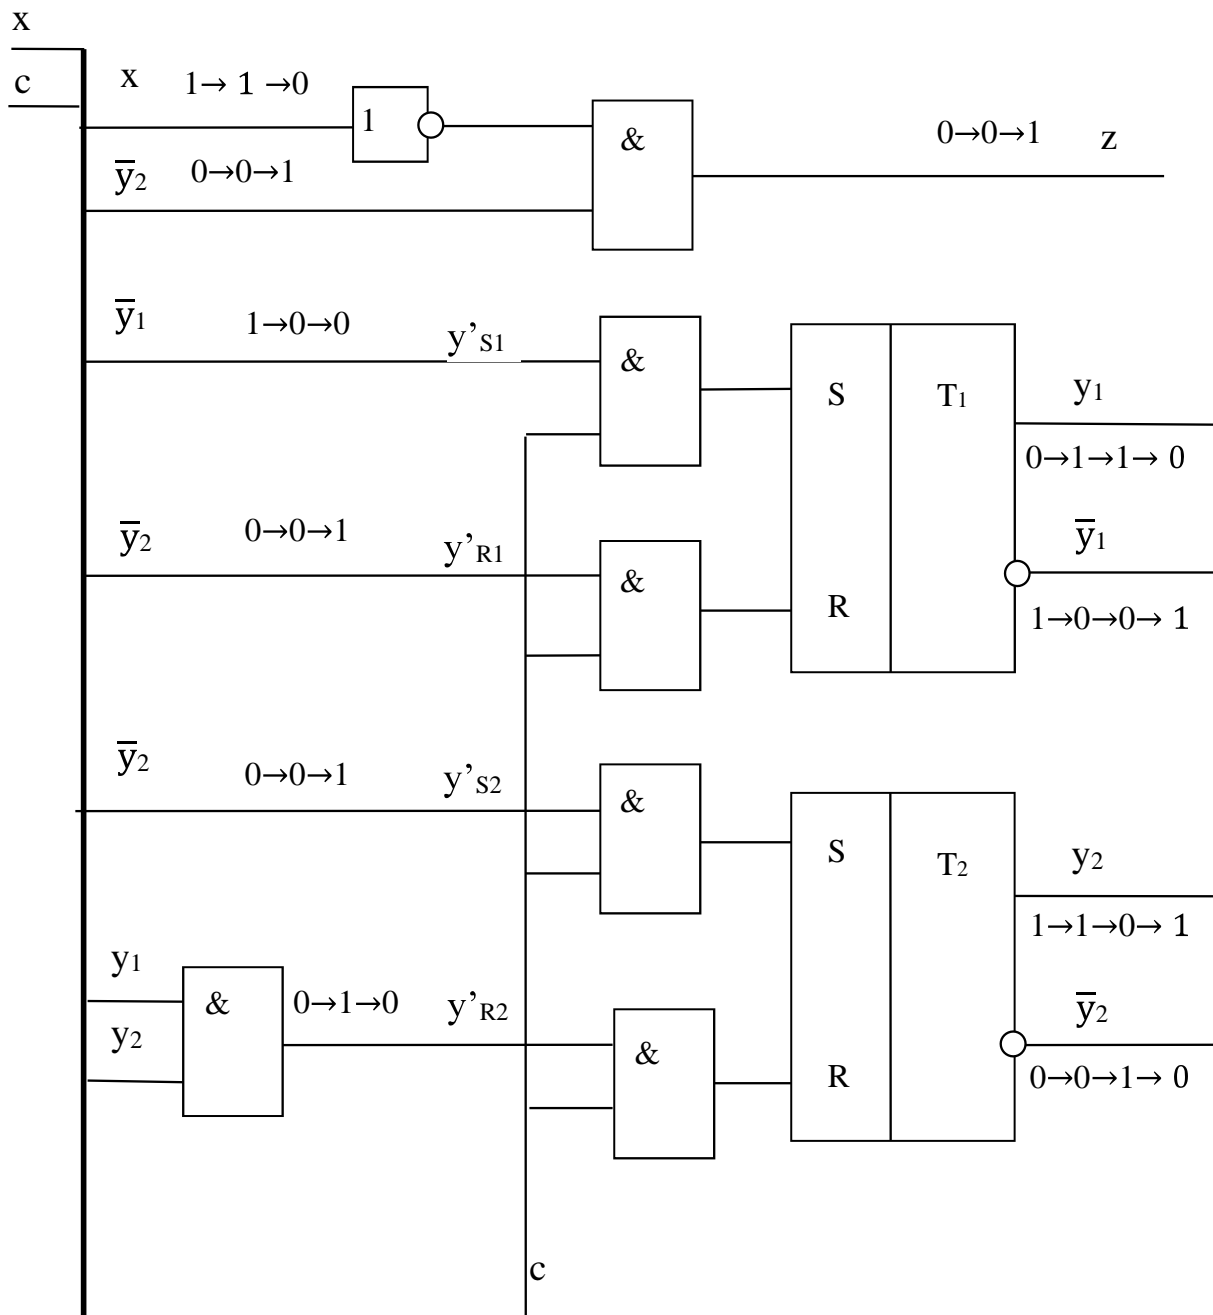 x
c
x 1→ 1 →0
1
&
0→0→1 z
y̅2 0→0→1
y̅1 1→0→0 y’S1
&
S T1 y1
0→1→1→ 0
y̅2 0→0→1 y’R1
&
y̅1
R
1→0→0→ 1
y̅2 0→0→1 y’S2
&
S T2 y2
1→1→0→ 1
y1
&
0→1→0 y’R2
y2
&
y̅2
R
0→0→1→ 0
c